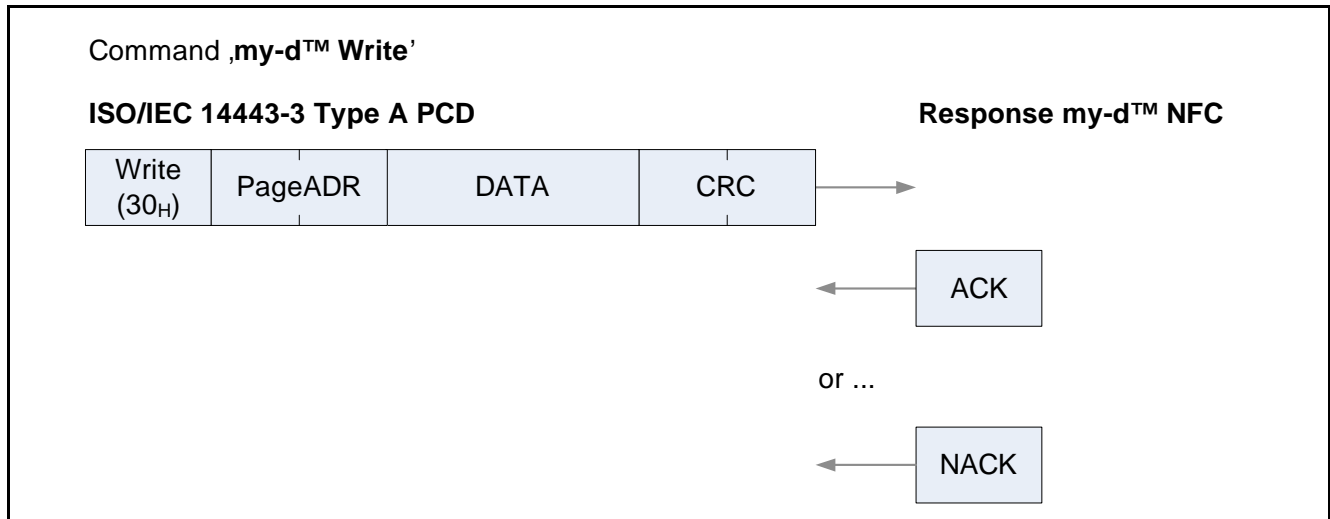 Command ‚my-d™ Write’
ISO/IEC 14443-3 Type A PCD
Response my-d™ NFC
Write
(30H)
PageADR
DATA
CRC
ACK
or ...
NACK